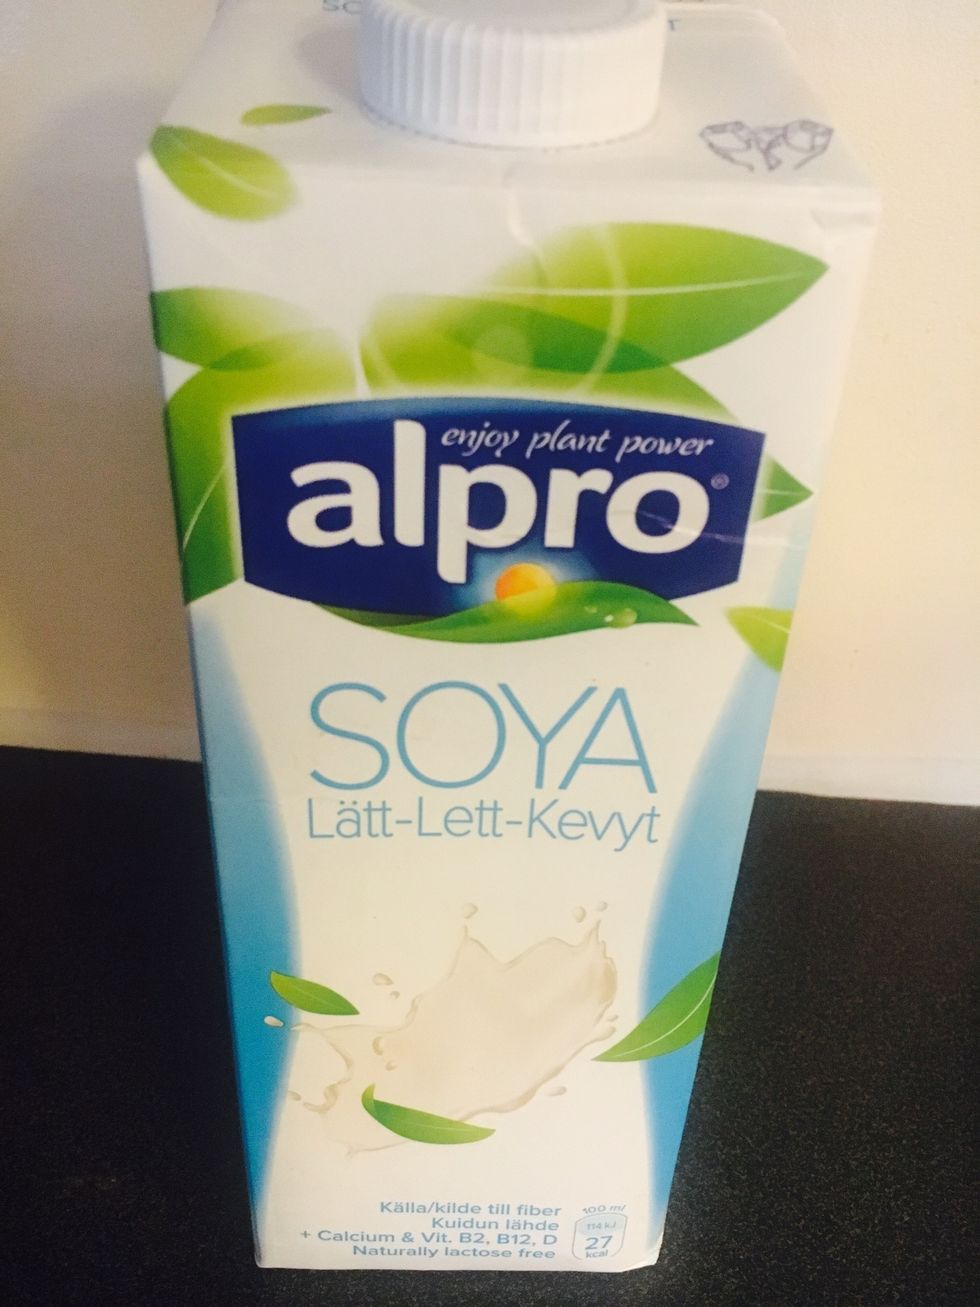 enjoy plant power
alpro®
SOYA
Lätt-Lett-Kevyt
Källa/kilde till fiber
Kuidun lähde
+ Calcium & Vit. B2, B12, D
Naturally lactose free
100 ml
114 kJ
27
kcal